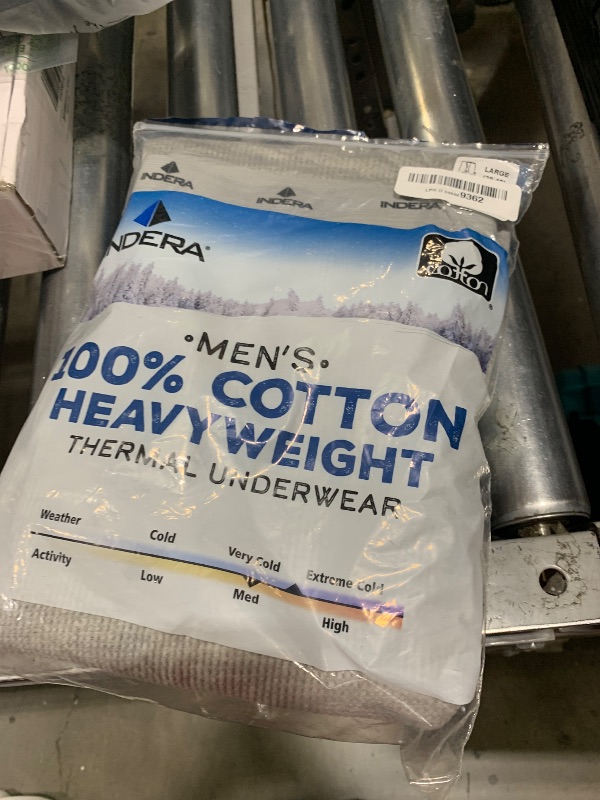 INDERA
INDERA
INDERA
LARGE
9362
INDERA®
Cotton
•MEN'S•
100% COTTON
HEAVYWEIGHT
THERMAL UNDERWEAR
Weather
Cold
Very Cold
Extreme Cold
Activity
Low
Med
High